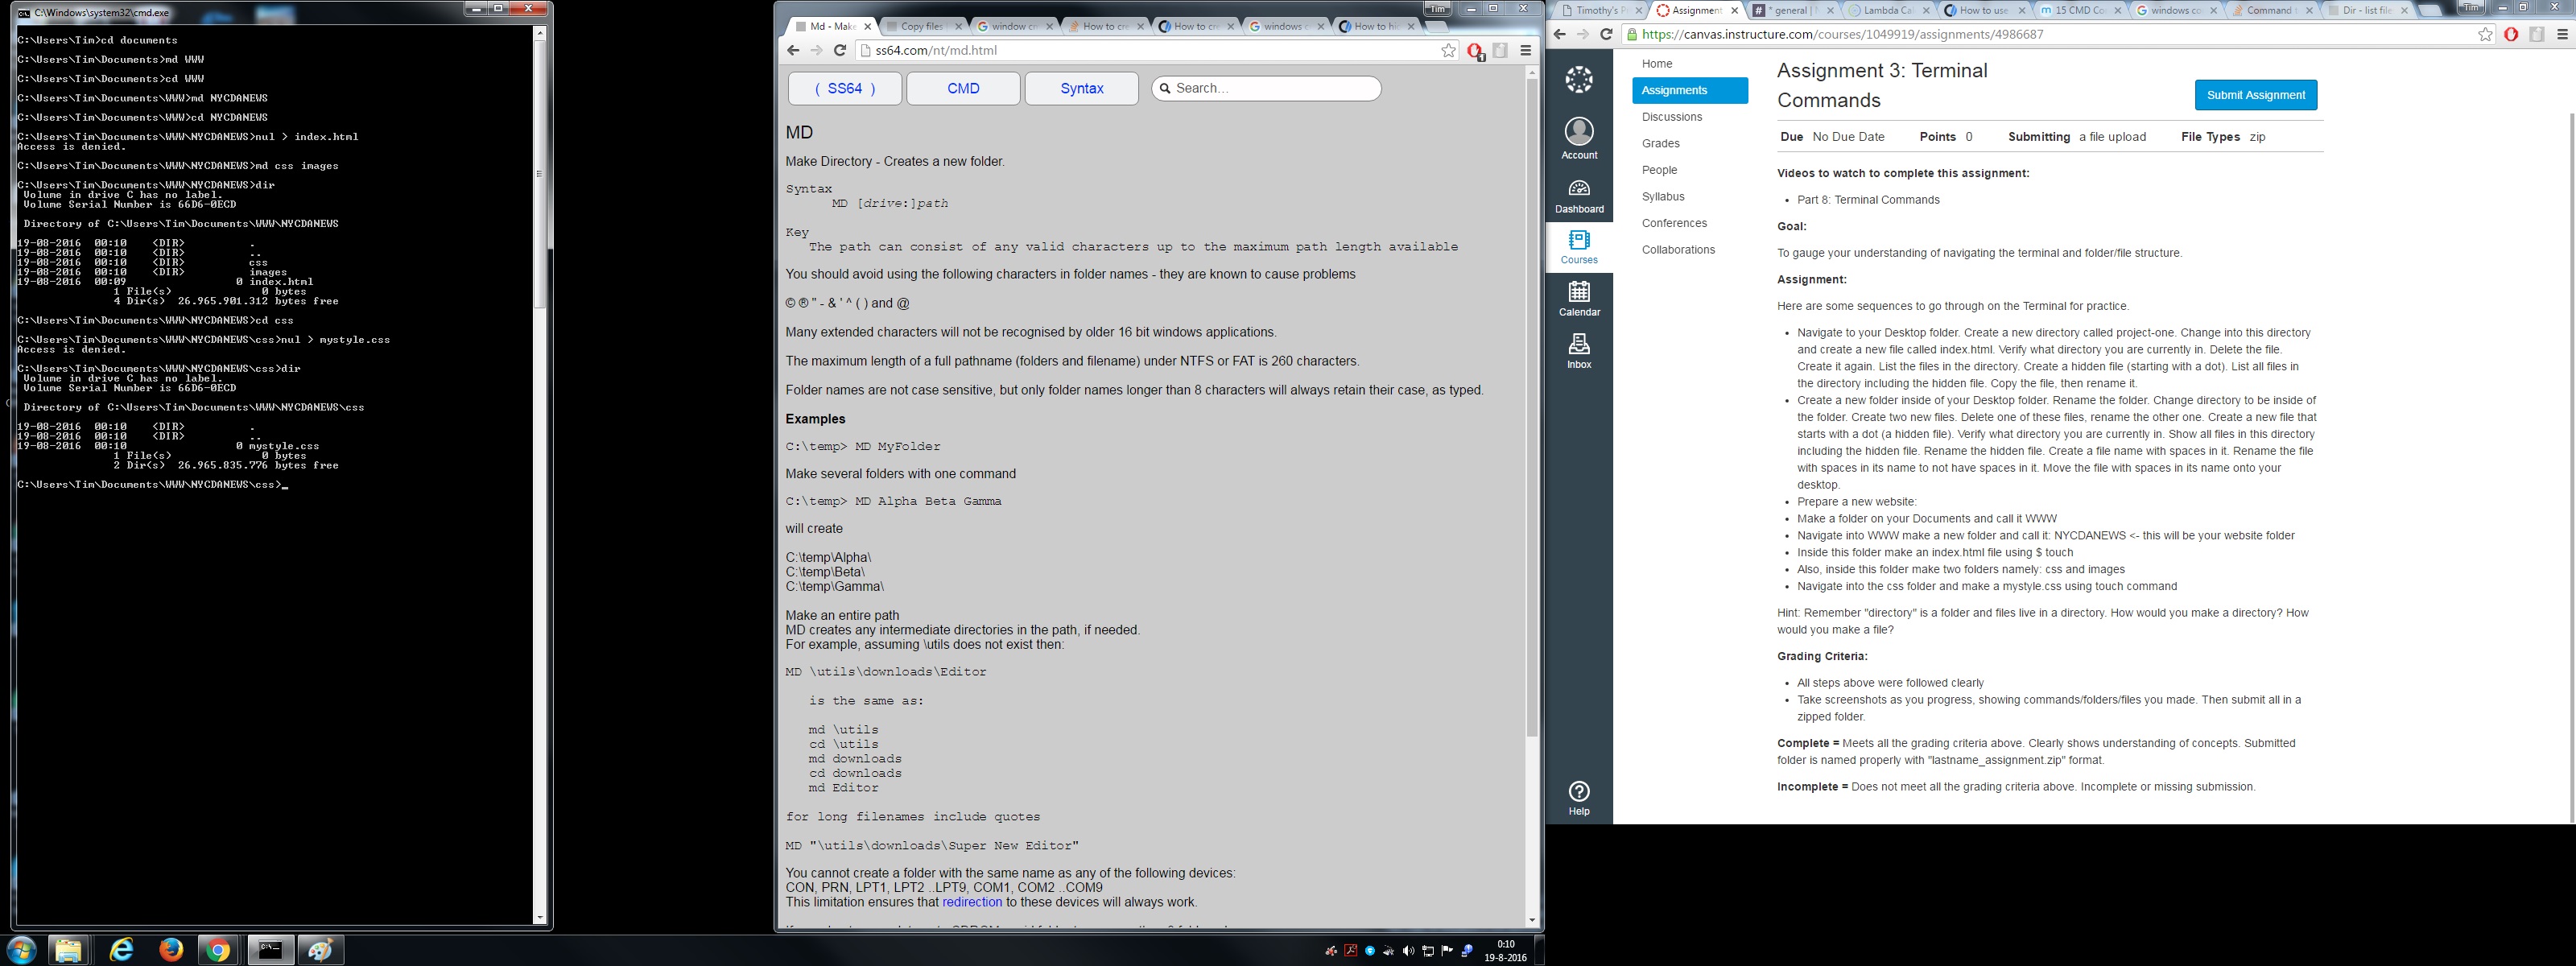 C:\Windows\system32\cmd.exe
C:\Users\Tim>cd documents
C:\Users\Tim\Documents>md WWW
C:\Users\Tim\Documents>cd WWW
C:\Users\Tim\Documents\WWW>md NYCDANEWS
C:\Users\Tim\Documents\WWW>cd NYCDANEWS
C:\Users\Tim\Documents\WWW\NYCDANEWS>nul > index.html
Access is denied.
C:\Users\Tim\Documents\WWW\NYCDANEWS>md css images
C:\Users\Tim\Documents\WWW\NYCDANEWS>dir
Volume in drive C has no label.
Volume Serial Number is 66D6-0ECD
Directory of C:\Users\Tim\Documents\WWW\NYCDANEWS
19-08-2016 00:10 <DIR> .
19-08-2016 00:10 <DIR> ..
19-08-2016 00:10 <DIR> css
19-08-2016 00:10 <DIR> images
19-08-2016 00:09 0 index.html
1 File(s) 0 bytes
4 Dir(s) 26.965.901.312 bytes free
C:\Users\Tim\Documents\WWW\NYCDANEWS>cd css
C:\Users\Tim\Documents\WWW\NYCDANEWS\css>nul > mystyle.css
Access is denied.
C:\Users\Tim\Documents\WWW\NYCDANEWS\css>dir
Volume in drive C has no label.
Volume Serial Number is 66D6-0ECD
Directory of C:\Users\Tim\Documents\WWW\NYCDANEWS\css
19-08-2016 00:10 <DIR> .
19-08-2016 00:10 <DIR> ..
19-08-2016 00:10 0 mystyle.css
1 File(s) 0 bytes
2 Dir(s) 26.965.835.776 bytes free
C:\Users\Tim\Documents\WWW\NYCDANEWS\css>_
Tim
Md - Make Copy files window cm How to cre How to cre windows c How to hid
ss64.com/nt/md.html
( SS64 ) CMD Syntax Search...
MD
Make Directory - Creates a new folder.
Syntax
MD [drive:]path
Key
The path can consist of any valid characters up to the maximum path length available
You should avoid using the following characters in folder names - they are known to cause problems
© ® " - & ' ^ ( ) and @
Many extended characters will not be recognised by older 16 bit windows applications.
The maximum length of a full pathname (folders and filename) under NTFS or FAT is 260 characters.
Folder names are not case sensitive, but only folder names longer than 8 characters will always retain their case, as typed.
Examples
C:\temp> MD MyFolder
Make several folders with one command
C:\temp> MD Alpha Beta Gamma
will create
C:\temp\Alpha\
C:\temp\Beta\
C:\temp\Gamma\
Make an entire path
MD creates any intermediate directories in the path, if needed.
For example, assuming \utils does not exist then:
MD \utils\downloads\Editor
is the same as:
md \utils
cd \utils
md downloads
cd downloads
md Editor
for long filenames include quotes
MD "\utils\downloads\Super New Editor"
You cannot create a folder with the same name as any of the following devices:
CON, PRN, LPT1, LPT2 ..LPT9, COM1, COM2 ..COM9
This limitation ensures that redirection to these devices will always work.
0:10
19-8-2016
Timothy's P Assignment # * general | Lambda Cal How to use 15 CMD Co windows co Command Dir - list file Tim
https://canvas.instructure.com/courses/1049919/assignments/4986687
Account
Dashboard
Courses
Calendar
Inbox
Help
Home
Assignments
Discussions
Grades
People
Syllabus
Conferences
Collaborations
Assignment 3: Terminal
Commands
Submit Assignment
Due No Due Date Points 0 Submitting a file upload File Types zip
Videos to watch to complete this assignment:
• Part 8: Terminal Commands
Goal:
To gauge your understanding of navigating the terminal and folder/file structure.
Assignment:
Here are some sequences to go through on the Terminal for practice.
• Navigate to your Desktop folder. Create a new directory called project-one. Change into this directory
and create a new file called index.html. Verify what directory you are currently in. Delete the file.
Create it again. List the files in the directory. Create a hidden file (starting with a dot). List all files in
the directory including the hidden file. Copy the file, then rename it.
• Create a new folder inside of your Desktop folder. Rename the folder. Change directory to be inside of
the folder. Create two new files. Delete one of these files, rename the other one. Create a new file that
starts with a dot (a hidden file). Verify what directory you are currently in. Show all files in this directory
including the hidden file. Rename the hidden file. Create a file name with spaces in it. Rename the file
with spaces in its name to not have spaces in it. Move the file with spaces in its name onto your
desktop.
• Prepare a new website:
• Make a folder on your Documents and call it WWW
• Navigate into WWW make a new folder and call it: NYCDANEWS <- this will be your website folder
• Inside this folder make an index.html file using $ touch
• Also, inside this folder make two folders namely: css and images
• Navigate into the css folder and make a mystyle.css using touch command
Hint: Remember "directory" is a folder and files live in a directory. How would you make a directory? How
would you make a file?
Grading Criteria:
• All steps above were followed clearly
• Take screenshots as you progress, showing commands/folders/files you made. Then submit all in a
zipped folder.
Complete = Meets all the grading criteria above. Clearly shows understanding of concepts. Submitted
folder is named properly with "lastname_assignment.zip" format.
Incomplete = Does not meet all the grading criteria above. Incomplete or missing submission.